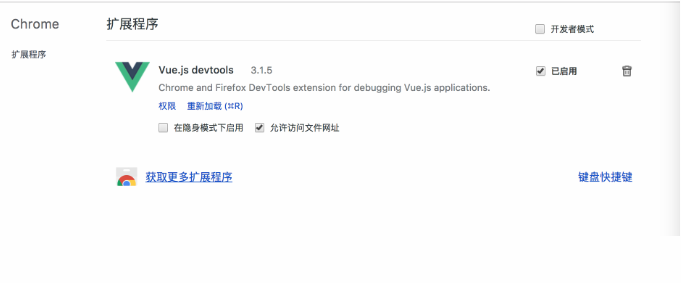 Chrome
扩展程序
扩展程序
开发者模式
Vue.js devtools 3.1.5
已启用
Chrome and Firefox DevTools extension for debugging Vue.js applications.
权限 重新加载 (⌘R)
在隐身模式下启用 允许访问文件网址
获取更多扩展程序
键盘快捷键